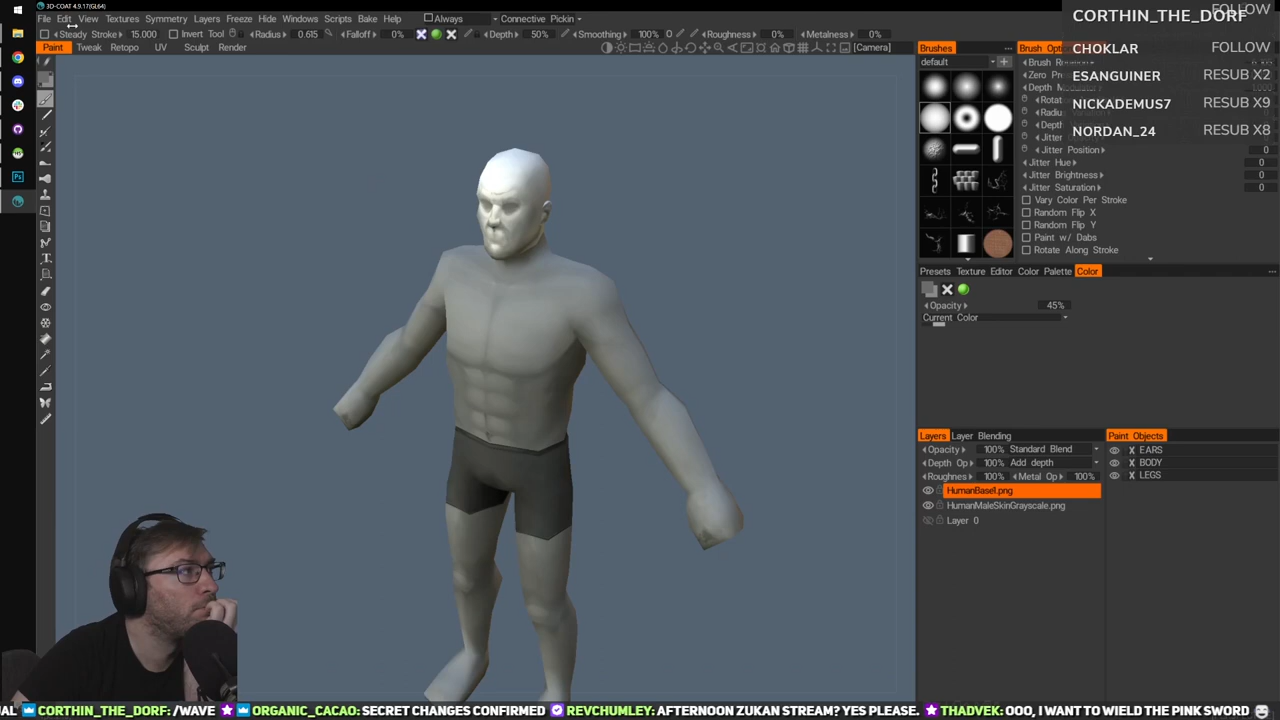 3D-COAT 4.9.17(GL64)
File Edit View Textures Symmetry Layers Freeze Hide Windows Scripts Bake Help Always Connective Pickin
Steady Stroke 15.000 Invert Tool Radius 0.615 Falloff 0% Depth 50% Smoothing 100% Roughness 0% Metalness 0%
Paint Tweak Retopo UV Sculpt Render
[Camera]
CORTHIN_THE_DORF FOLLOW
CHOKLAR FOLLOW
ESANGUINER RESUB X2
NICKADEMUS7 RESUB X9
NORDAN_24 RESUB X8
Brushes
default
Jitter Position 0
Jitter Hue 0
Jitter Brightness 0
Jitter Saturation 0
Vary Color Per Stroke
Random Flip X
Random Flip Y
Paint w/ Dabs
Rotate Along Stroke
Presets Texture Editor Color Palette Color
Opacity 45%
Current Color
Layers Layer Blending
Opacity 100% Standard Blend
Depth Op 100% Add depth
Roughness 100% Metal Op 100%
HumanBase1.png
HumanMaleSkinGrayscale.png
Layer 0
Paint Objects
EARS
BODY
LEGS
UAL CORTHIN_THE_DORF: /WAVE ORGANIC_CACAO: SECRET CHANGES CONFIRMED REVCHUMLEY: AFTERNOON ZUKAN STREAM? YES PLEASE. THADVEK: OOO, I WANT TO WIELD THE PINK SWORD